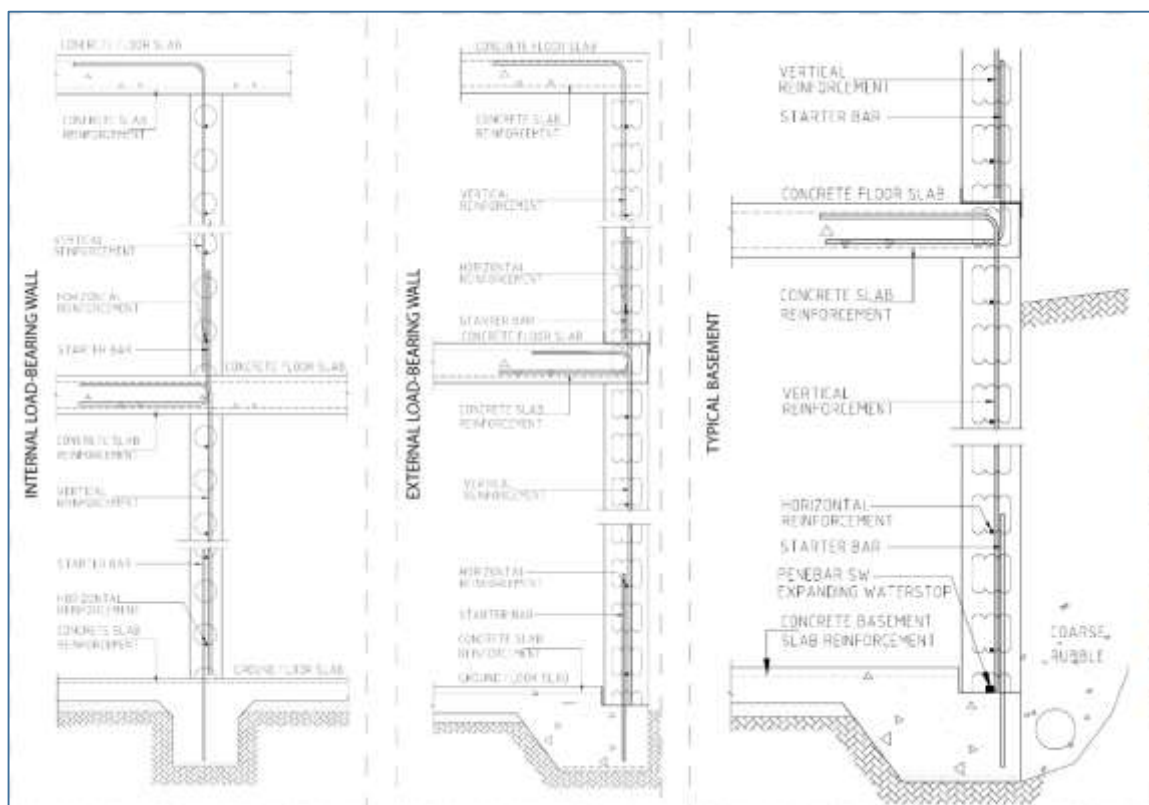 INTERNAL LOAD-BEARING WALL
CONCRETE FLOOR SLAB
CONCRETE SLAB
REINFORCEMENT
VERTICAL
REINFORCEMENT
HORIZONTAL
REINFORCEMENT
STARTER BAR
CONCRETE FLOOR SLAB
CONCRETE SLAB
REINFORCEMENT
VERTICAL
REINFORCEMENT
STARTER BAR
HORIZONTAL
REINFORCEMENT
CONCRETE SLAB
REINFORCEMENT
GROUND FLOOR SLAB
EXTERNAL LOAD-BEARING WALL
CONCRETE FLOOR SLAB
CONCRETE SLAB
REINFORCEMENT
VERTICAL
REINFORCEMENT
HORIZONTAL
REINFORCEMENT
STARTER BAR
CONCRETE FLOOR SLAB
CONCRETE SLAB
REINFORCEMENT
VERTICAL
REINFORCEMENT
HORIZONTAL
REINFORCEMENT
STARTER BAR
CONCRETE SLAB
REINFORCEMENT
GROUND FLOOR SLAB
TYPICAL BASEMENT
VERTICAL
REINFORCEMENT
STARTER BAR
CONCRETE FLOOR SLAB
CONCRETE SLAB
REINFORCEMENT
VERTICAL
REINFORCEMENT
HORIZONTAL
REINFORCEMENT
STARTER BAR
PENEBAR SW
EXPANDING WATERSTOP
CONCRETE BASEMENT
SLAB REINFORCEMENT
COARSE
RUBBLE